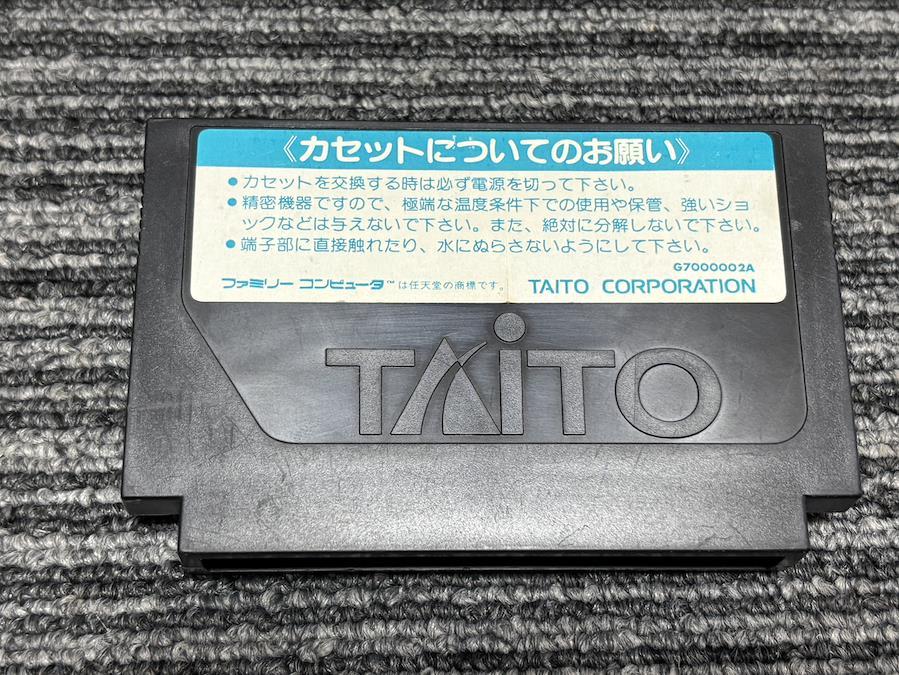 《カセットについてのお願い》
●カセットを交換する時は必ず電源を切って下さい。
●精密機器ですので、極端な温度条件下での使用や保管、強いショ
ックなどは与えないで下さい。また、絶対に分解しないで下さい。
●端子部に直接触れたり、水にぬらさないようにして下さい。
G7000002A
ファミリー コンピュータ™は任天堂の商標です。 TAITO CORPORATION
TAiTO